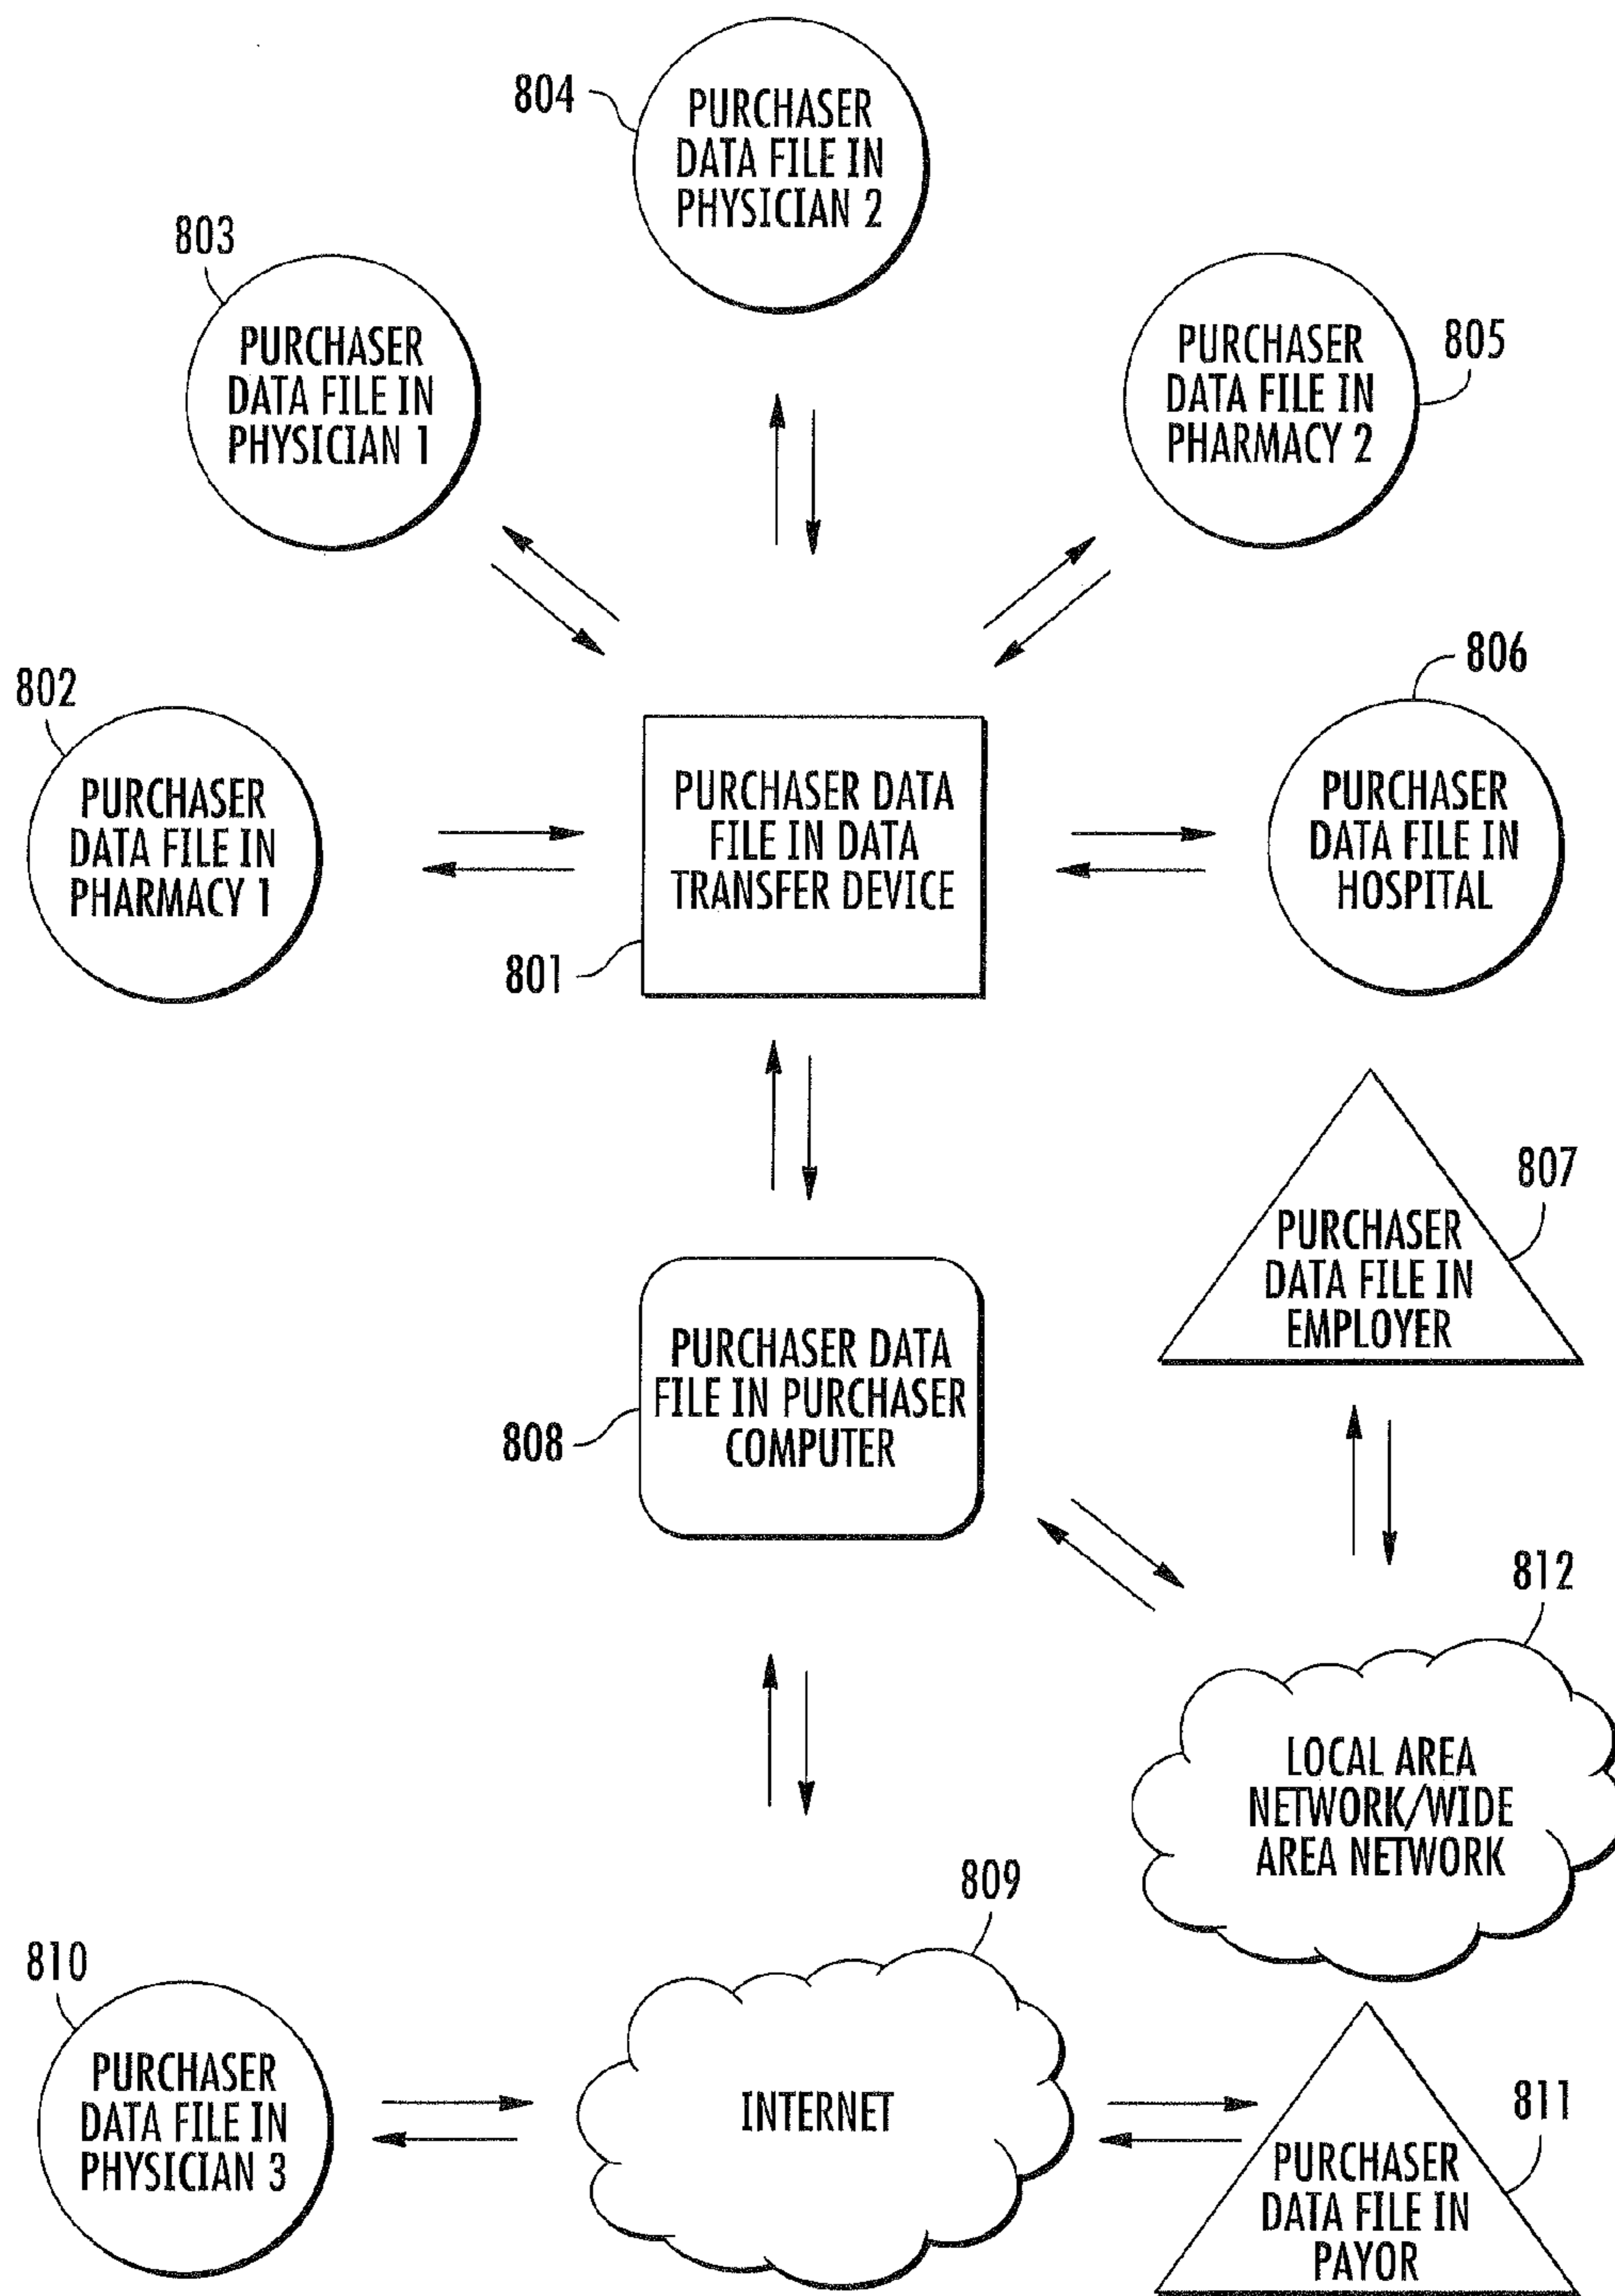 804
PURCHASER
DATA FILE IN
PHYSICIAN 2
803
PURCHASER
DATA FILE IN
PHYSICIAN 1
805
PURCHASER
DATA FILE IN
PHARMACY 2
802
PURCHASER
DATA FILE IN
PHARMACY 1
801
PURCHASER DATA
FILE IN DATA
TRANSFER DEVICE
806
PURCHASER
DATA FILE IN
HOSPITAL
807
PURCHASER
DATA FILE IN
EMPLOYER
808
PURCHASER DATA
FILE IN PURCHASER
COMPUTER
812
LOCAL AREA
NETWORK/WIDE
AREA NETWORK
809
INTERNET
810
PURCHASER
DATA FILE IN
PHYSICIAN 3
811
PURCHASER
DATA FILE IN
PAYOR